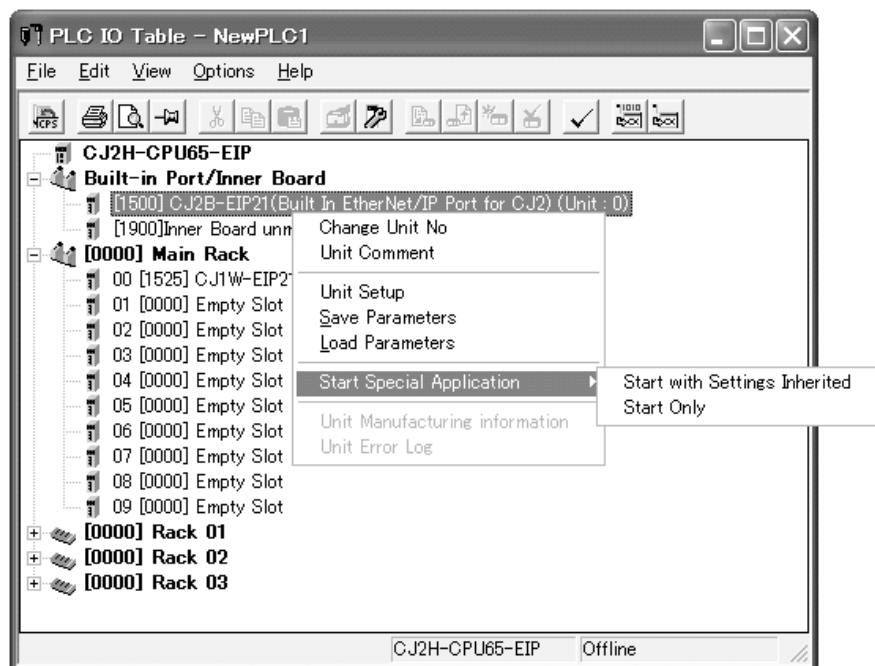 PLC IO Table - NewPLC1
File Edit View Options Help
CPS
CJ2H-CPU65-EIP
Built-in Port/Inner Board
[1500] CJ2B-EIP21(Built In EtherNet/IP Port for CJ2) (Unit : 0)
[1900]Inner Board unm
[0000] Main Rack
00 [1525] CJ1W-EIP2
01 [0000] Empty Slot
02 [0000] Empty Slot
03 [0000] Empty Slot
04 [0000] Empty Slot
05 [0000] Empty Slot
06 [0000] Empty Slot
07 [0000] Empty Slot
08 [0000] Empty Slot
09 [0000] Empty Slot
[0000] Rack 01
[0000] Rack 02
[0000] Rack 03
Change Unit No
Unit Comment
Unit Setup
Save Parameters
Load Parameters
Start Special Application
Unit Manufacturing information
Unit Error Log
Start with Settings Inherited
Start Only
CJ2H-CPU65-EIP Offline